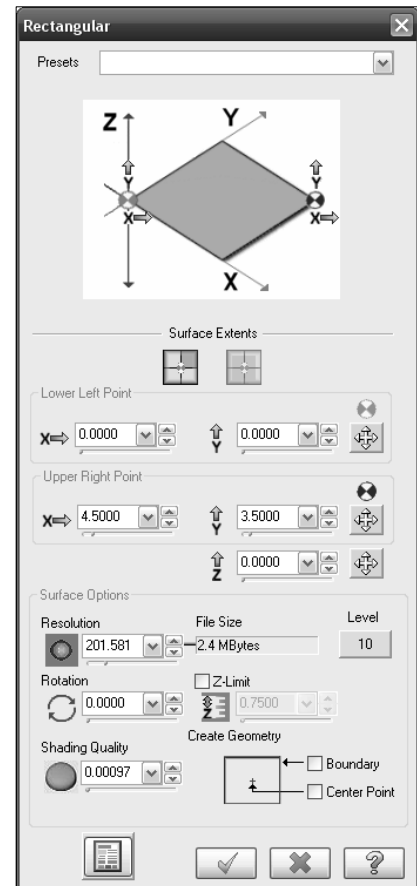 Rectangular
Presets
Z Y
Y Y
X X
X
Surface Extents
Lower Left Point
X 0.0000 Y 0.0000
Upper Right Point
X 4.5000 Y 3.5000
Z 0.0000
Surface Options
Resolution File Size Level
201.581 2.4 MBytes 10
Rotation Z-Limit
0.0000 Z 0.7500
Shading Quality Create Geometry
0.00097 Boundary
Center Point
?